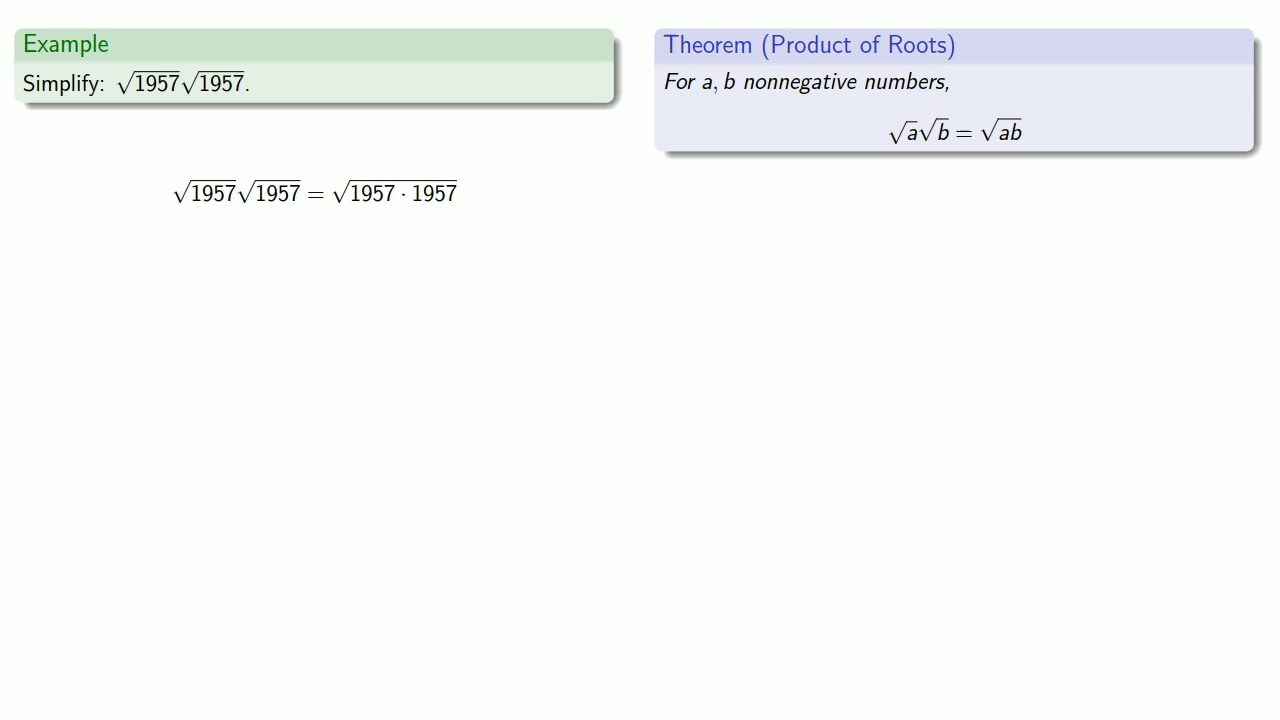 Example
Simplify: √1957√1957.
√1957√1957 = √1957 · 1957
Theorem (Product of Roots)
For a, b nonnegative numbers,
√a√b = √ab